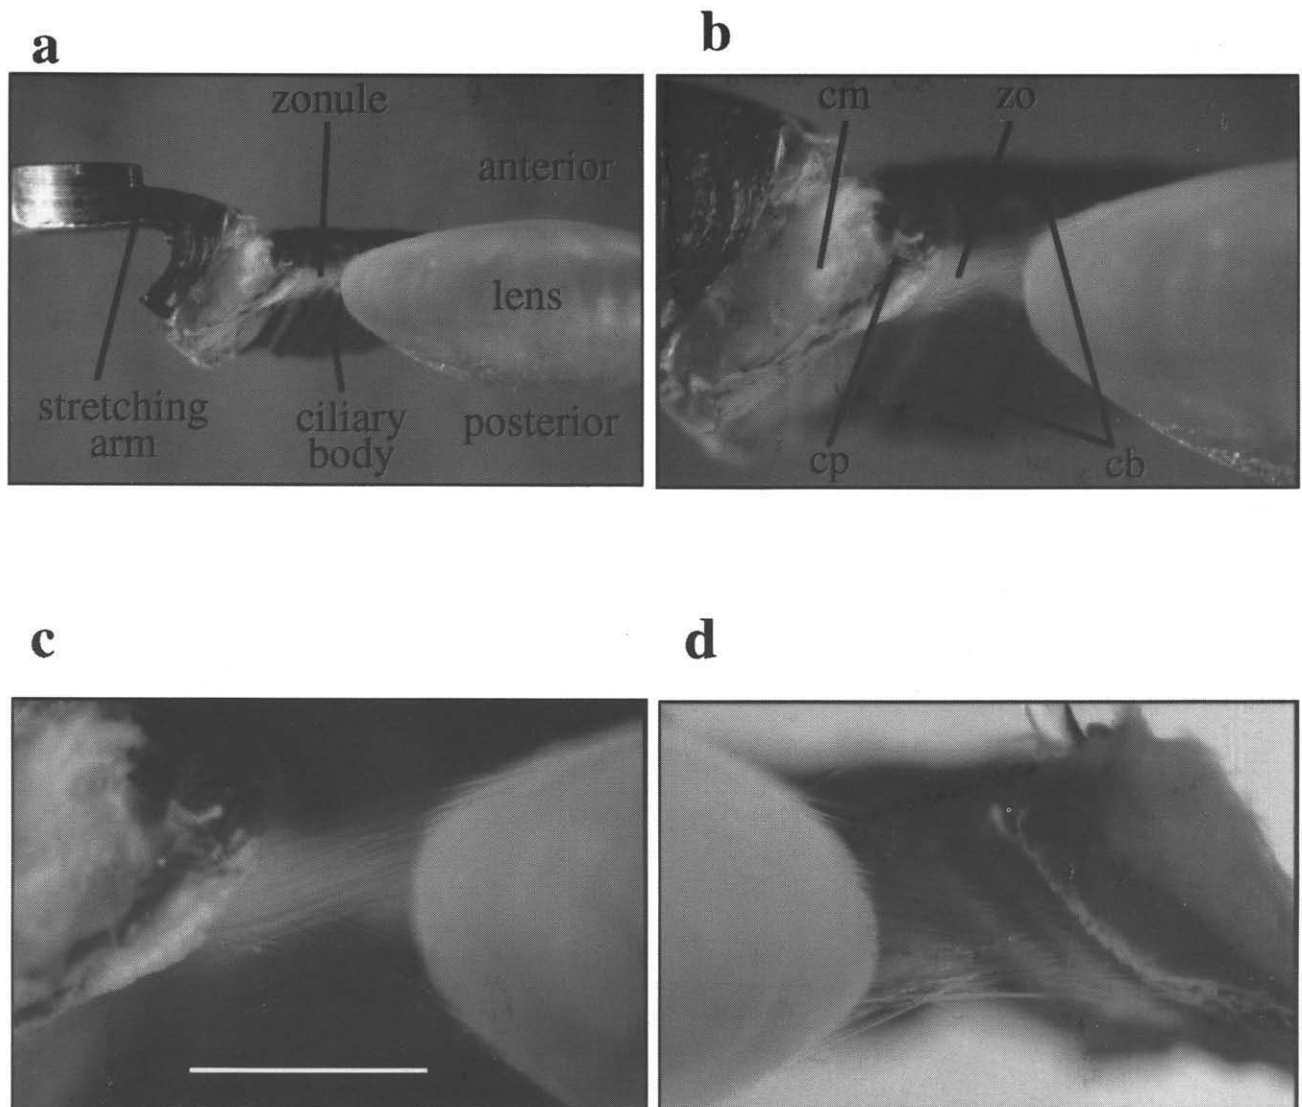 a
zonule
anterior
lens
stretching
arm
ciliary
body
posterior
b
cm
zo
cp
cb
c
d